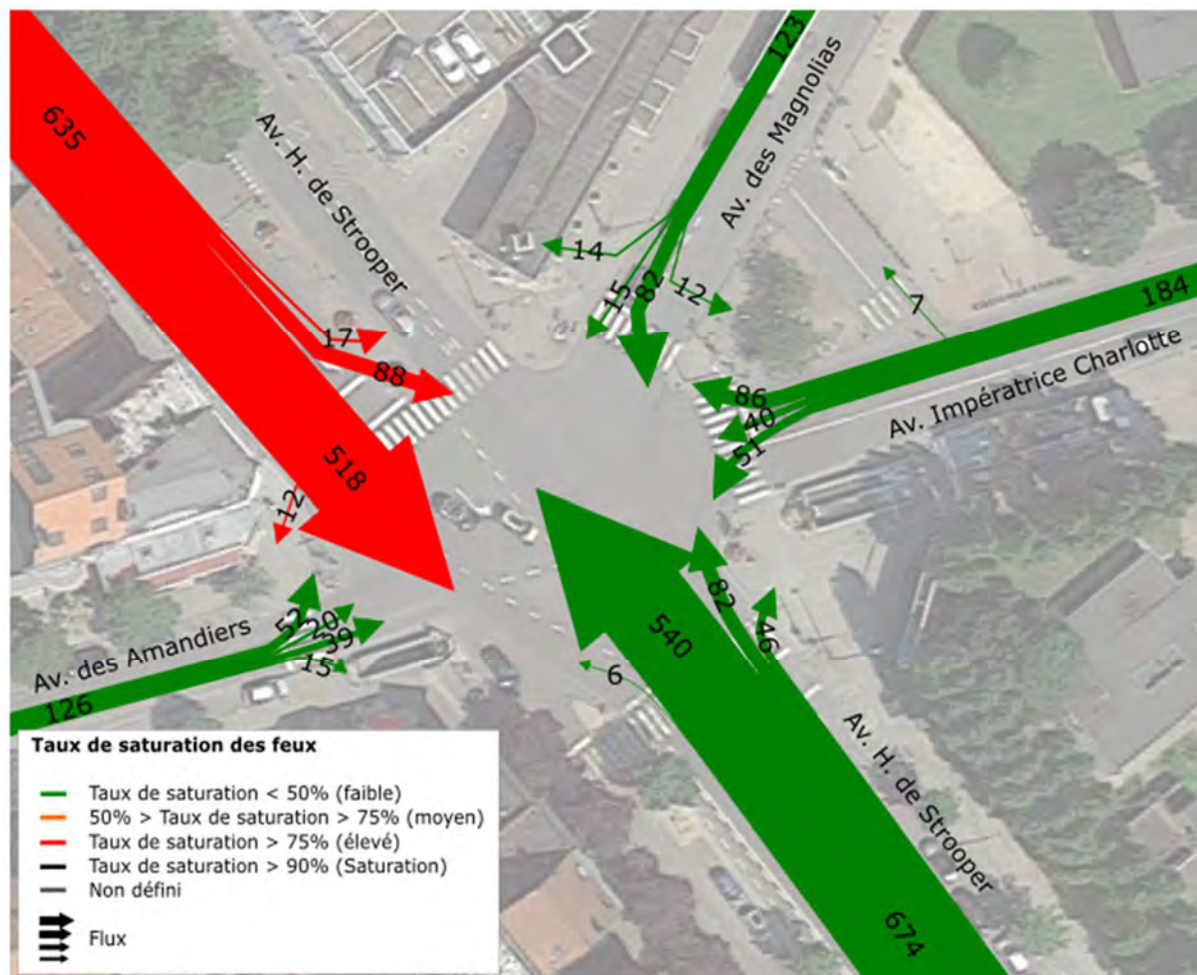 635
Av. H. de Strooper
123
Av. des Magnolias
14
15
82
12
7
184
Av. Impératrice Charlotte
17
88
86
40
51
518
12
52
20
39
15
Av. des Amandiers
126
82
46
540
6
Av. H. de Strooper
674
Taux de saturation des feux
Taux de saturation < 50% (faible)
50% > Taux de saturation > 75% (moyen)
Taux de saturation > 75% (élevé)
Taux de saturation > 90% (Saturation)
Non défini
Flux